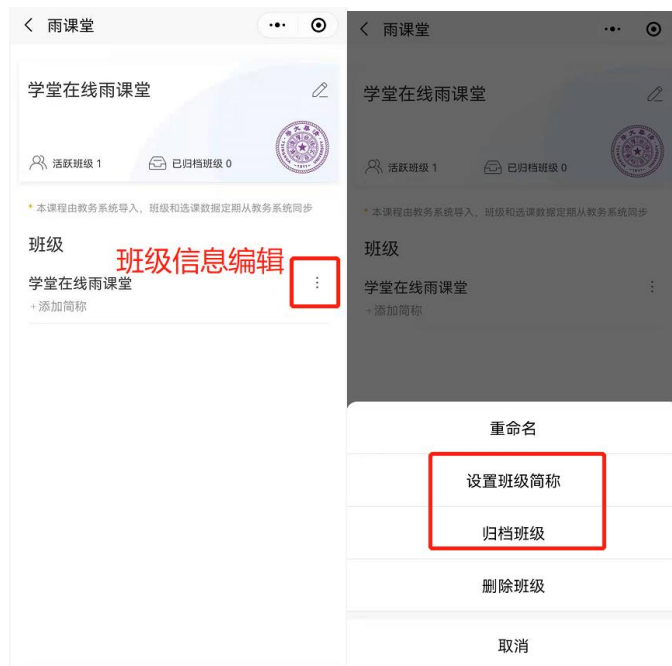 雨课堂
学堂在线雨课堂
活跃班级 1
已归档班级 0
* 本课程由教务系统导入，班级和选课数据定期从教务系统同步
班级
班级信息编辑
学堂在线雨课堂
+添加简称
雨课堂
学堂在线雨课堂
活跃班级 1
已归档班级 0
* 本课程由教务系统导入，班级和选课数据定期从教务系统同步
班级
学堂在线雨课堂
+添加简称
重命名
设置班级简称
归档班级
删除班级
取消